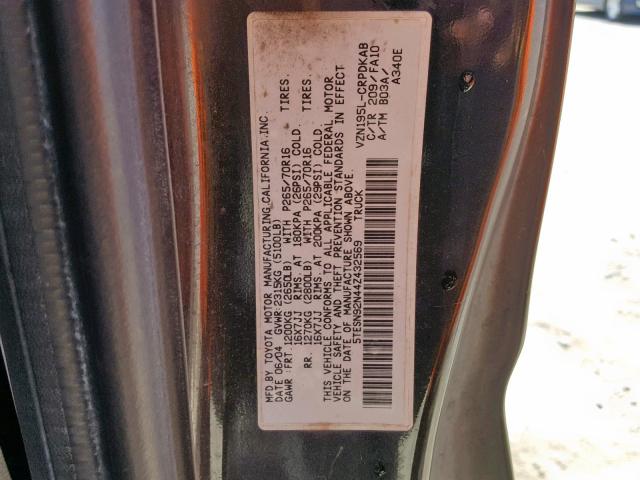 MFD. BY TOYOTA MOTOR MANUFACTURING, CALIFORNIA, INC.
DATE 06/04 GVWR:2315KG (5100LB)
GAWR :FRT.1200KG (2650LB) WITH P265/70R16 TIRES.
16X7JJ RIMS. AT 180KPA (26PSI) COLD.
RR. 1270KG (2800LB) WITH P265/70R16 TIRES.
16X7JJ RIMS. AT 200KPA (29PSI) COLD.
THIS VEHICLE CONFORMS TO ALL APPLICABLE FEDERAL MOTOR
VEHICLE SAFETY AND THEFT PREVENTION STANDARDS IN EFFECT
ON THE DATE OF MANUFACTURE SHOWN ABOVE.
5TESN92N44Z432569 TRUCK
VZN195L-CRPDKAB
C/TR 209/FA10
A/TM B03A/
A340E